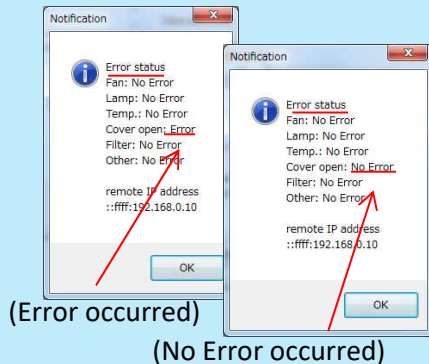 Notification
Error status
Fan: No Error
Lamp: No Error
Temp.: No Error
Cover open: Error
Filter: No Error
Other: No Error
remote IP address
::ffff:192.168.0.10
OK
(Error occurred)
Notification
Error status
Fan: No Error
Lamp: No Error
Temp.: No Error
Cover open: No Error
Filter: No Error
Other: No Error
remote IP address
::ffff:192.168.0.10
OK
(No Error occurred)